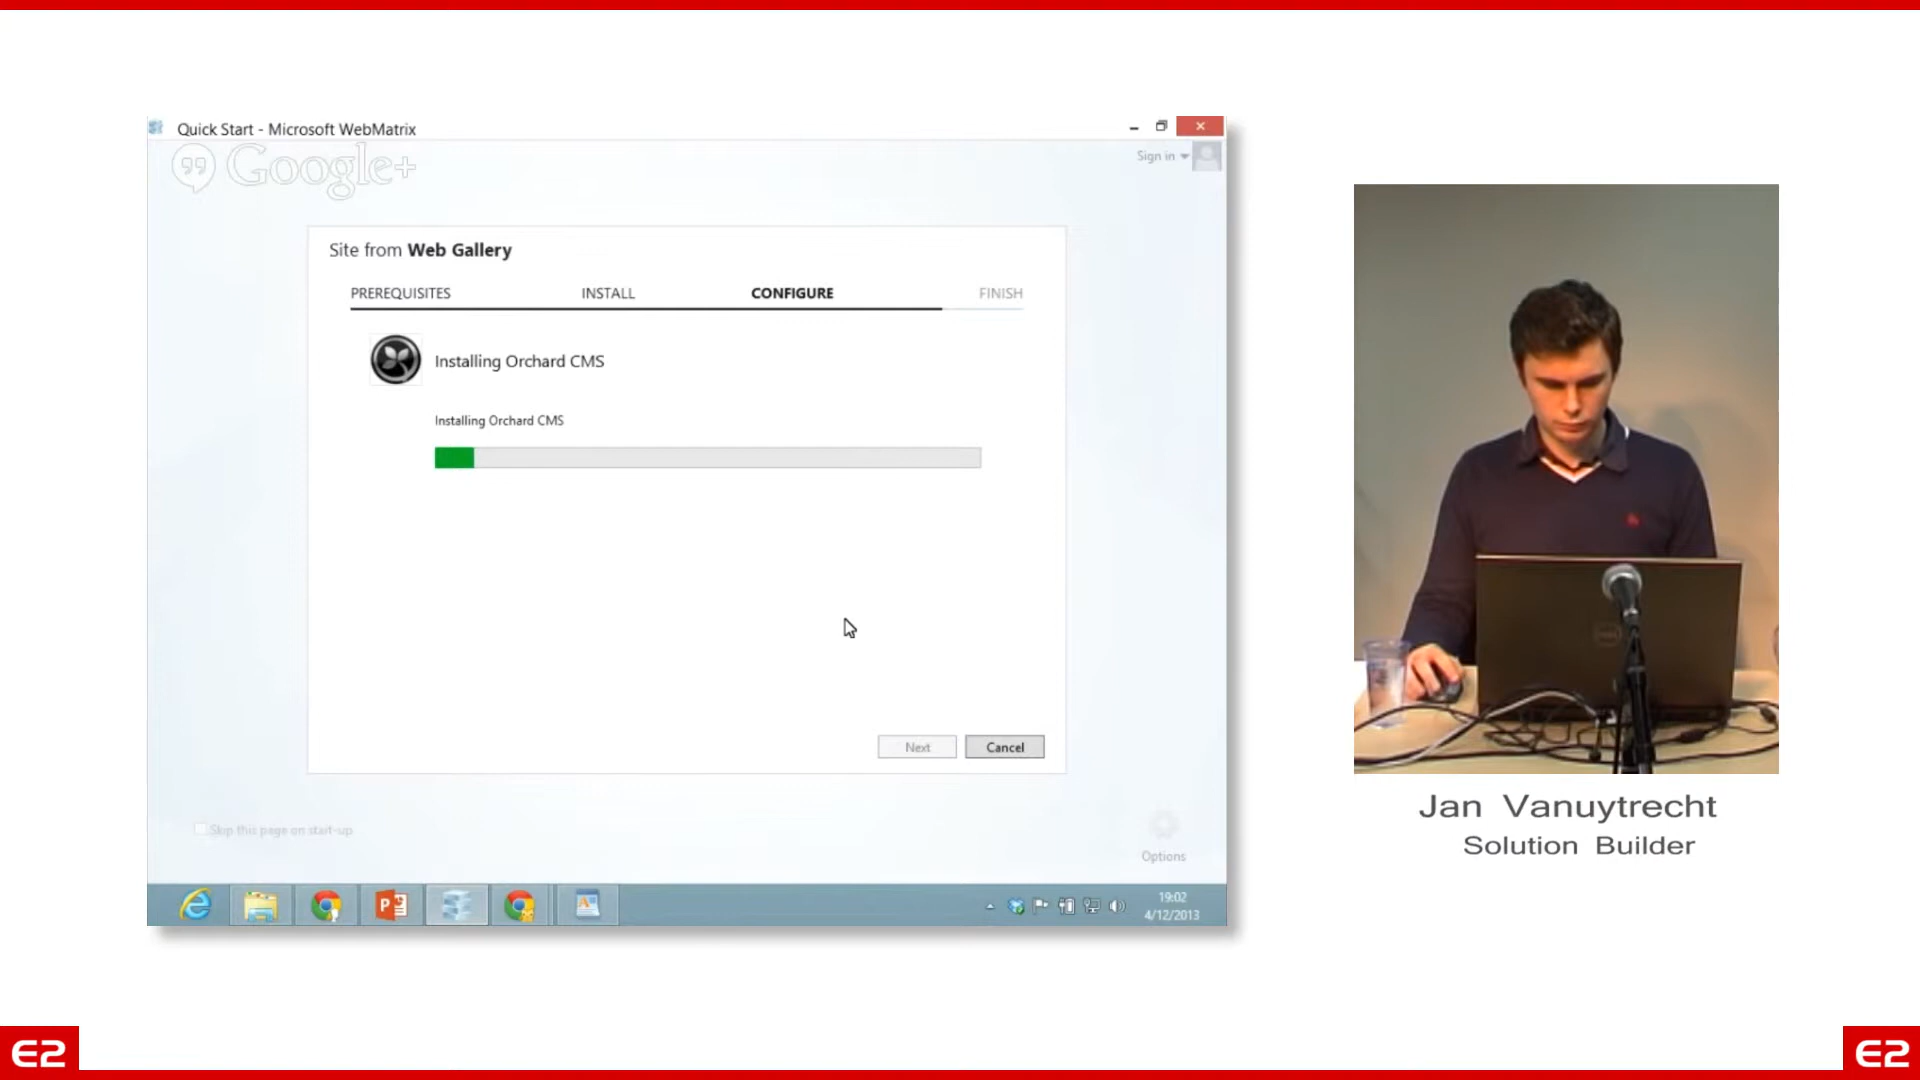 Quick Start - Microsoft WebMatrix
Google+
Sign in
Site from Web Gallery
PREREQUISITES INSTALL CONFIGURE FINISH
Installing Orchard CMS
Installing Orchard CMS
Next Cancel
Skip this page on start-up
Options
19:02
4/12/2013
Jan Vanuytrecht
Solution Builder
E2
E2